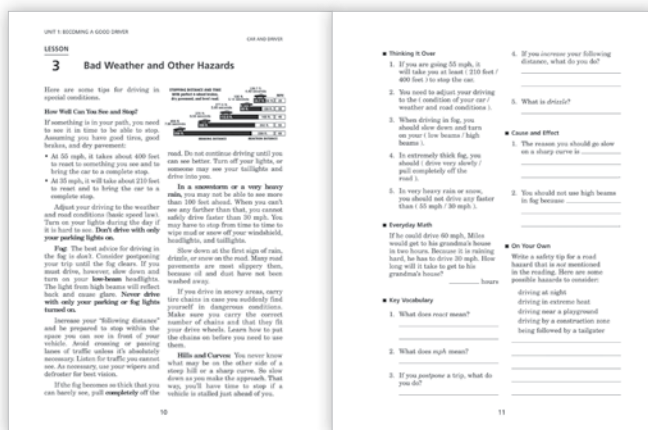 UNIT 1: BECOMING A GOOD DRIVER
CAR AND DRIVER
LESSON
3 Bad Weather and Other Hazards
Here are some tips for driving in
special conditions.
How Well Can You See and Stop?
If something is in your path, you need
to see it in time to be able to stop.
Assuming you have good tires, good
brakes, and dry pavement:
• At 55 mph, it takes about 400 feet
to react to something you see and to
bring the car to a complete stop.
• At 35 mph, it will take about 210 feet
to react and to bring the car to a
complete stop.
Adjust your driving to the weather
and road conditions (basic speed law).
Turn on your lights during the day if
it is hard to see. Don't drive with only
your parking lights on.
Fog: The best advice for driving in
the fog is don't. Consider postponing
your trip until the fog clears. If you
must drive, however, slow down and
turn on your low-beam headlights.
The light from high beams will reflect
back and cause glare. Never drive
with only your parking or fog lights
turned on.
Increase your "following distance"
and be prepared to stop within the
space you can see in front of your
vehicle. Avoid crossing or passing
lanes of traffic unless it's absolutely
necessary. Listen for traffic you cannot
see. As necessary, use your wipers and
defroster for best vision.
If the fog becomes so thick that you
can barely see, pull completely off the
STOPPING DISTANCE AND TIME
road. Do not continue driving until you
can see better. Turn off your lights, or
someone may see your taillights and
drive into you.
In a snowstorm or a very heavy
rain, you may not be able to see more
than 100 feet ahead. When you can't
see any farther than that, you cannot
safely drive faster than 30 mph. You
may have to stop from time to time to
wipe mud or snow off your windshield,
headlights, and taillights.
Slow down at the first sign of rain,
drizzle, or snow on the road. Many road
pavements are most slippery then,
because oil and dust have not been
washed away.
If you drive in snowy areas, carry
tire chains in case you suddenly find
yourself in dangerous conditions.
Make sure you carry the correct
number of chains and that they fit
your drive wheels. Learn how to put
the chains on before you need to use
them.
Hills and Curves: You never know
what may be on the other side of a
steep hill or a sharp curve. So slow
down as you make the approach. That
way, you'll have time to stop if a
vehicle is stalled just ahead of you.
10
Thinking It Over
1. If you are going 55 mph, it
will take you at least ( 210 feet /
400 feet ) to stop the car.
2. You need to adjust your driving
to the ( condition of your car /
weather and road conditions ).
3. When driving in fog, you
should slow down and turn
on your ( low beams / high
beams ).
4. In extremely thick fog, you
should ( drive very slowly /
pull completely off the
road ).
5. In very heavy rain or snow,
you should not drive any faster
than ( 55 mph / 30 mph ).
Everyday Math
If he could drive 60 mph, Miles
would get to his grandma's house
in two hours. Because it is raining
hard, he has to drive 30 mph. How
long will it take to get to his
grandma's house?
hours
Key Vocabulary
1. What does react mean?
2. What does mph mean?
3. If you postpone a trip, what do
you do?
4. If you increase your following
distance, what do you do?
5. What is drizzle?
Cause and Effect
1. The reason you should go slow
on a sharp curve is
2. You should not use high beams
in fog because
On Your Own
Write a safety tip for a road
hazard that is not mentioned
in the reading. Here are some
possible hazards to consider:
driving at night
driving in extreme heat
driving near a playground
driving by a construction zone
being followed by a tailgater
11